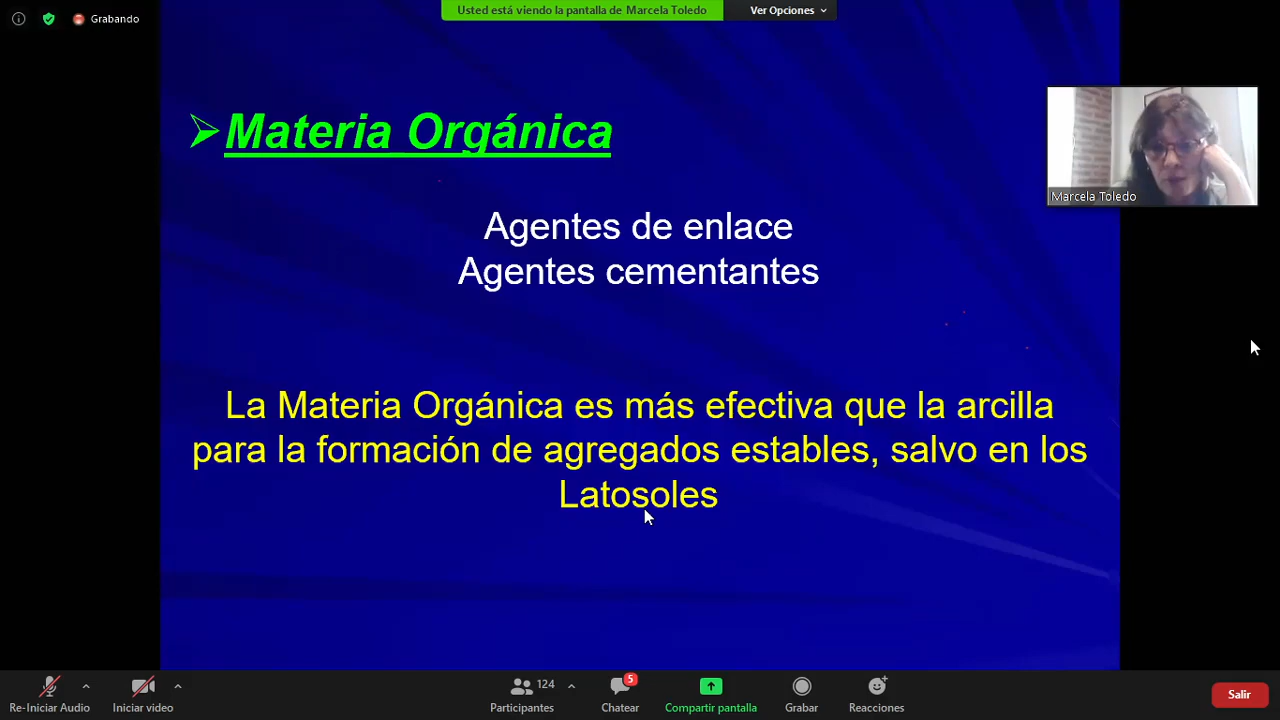 Grabando
Usted está viendo la pantalla de Marcela Toledo
Ver Opciones
Materia Orgánica
Marcela Toledo
Agentes de enlace
Agentes cementantes
La Materia Orgánica es más efectiva que la arcilla
para la formación de agregados estables, salvo en los
Latosoles
124
5
Re-Iniciar Audio
Iniciar video
Participantes
Chatear
Compartir pantalla
Grabar
Reacciones
Salir